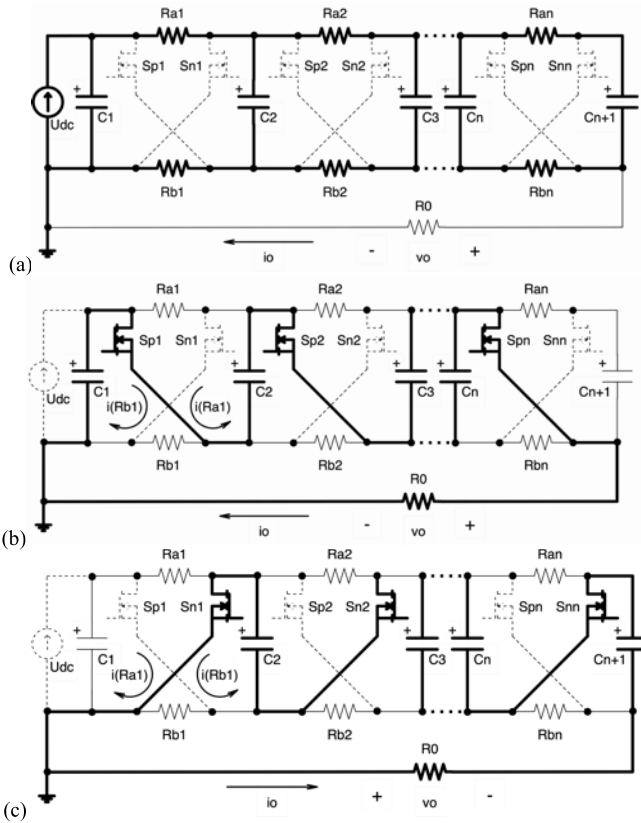 Ra1 Ra2 Ran
Sp1 Sn1 Sp2 Sn2 Spn Snn
+ + + + +
Udc C1 C2 C3 Cn Cn+1
Rb1 Rb2 Rbn
R0
(a) io - vo +
Ra1 Ra2 Ran
Sp1 Sn1 Sp2 Sn2 Spn Snn
+ + + + +
Udc C1 i(Rb1) i(Ra1) C2 C3 Cn Cn+1
Rb1 Rb2 Rbn
R0
(b) io - vo +
Ra1 Ra2 Ran
Sp1 Sn1 Sp2 Sn2 Spn Snn
+ + + + +
Udc C1 i(Ra1) i(Rb1) C2 C3 Cn Cn+1
Rb1 Rb2 Rbn
R0
(c) io + vo -